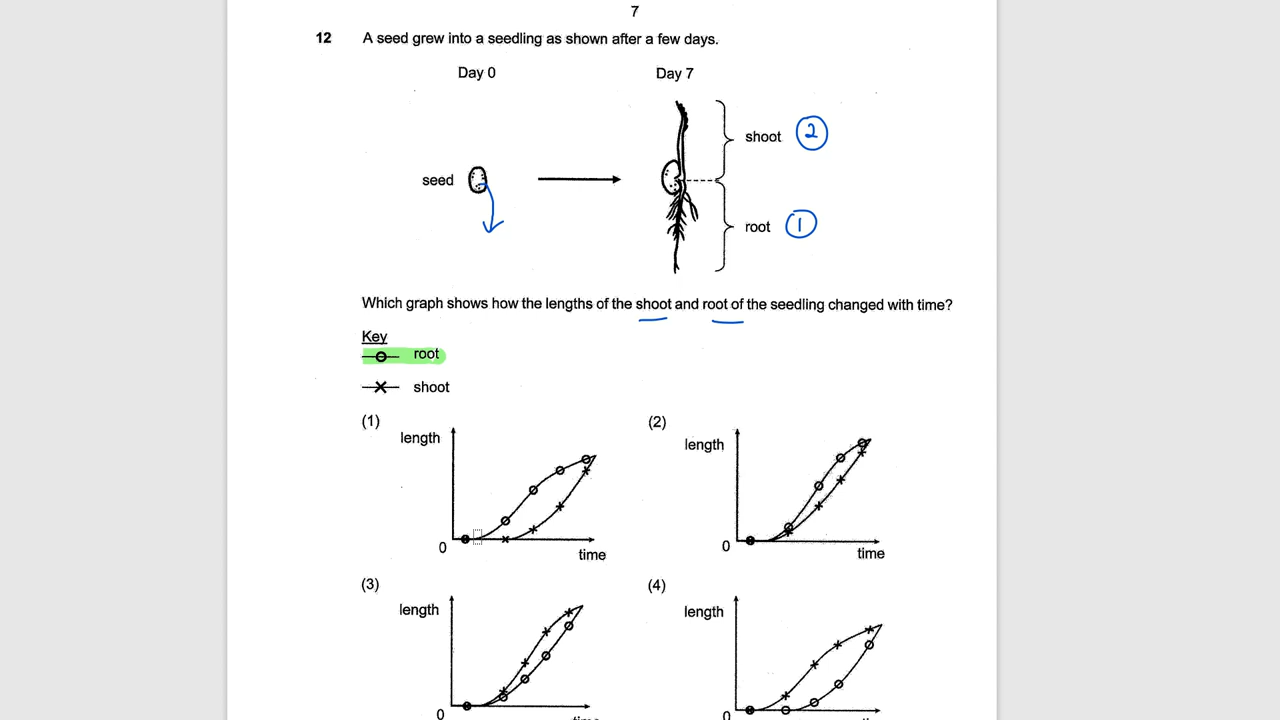 7
12 A seed grew into a seedling as shown after a few days.
Day 0 Day 7
shoot 2
seed
root 1
Which graph shows how the lengths of the shoot and root of the seedling changed with time?
Key
root
shoot
(1) (2)
length length
0 time 0 time
(3) (4)
length length
0 time 0